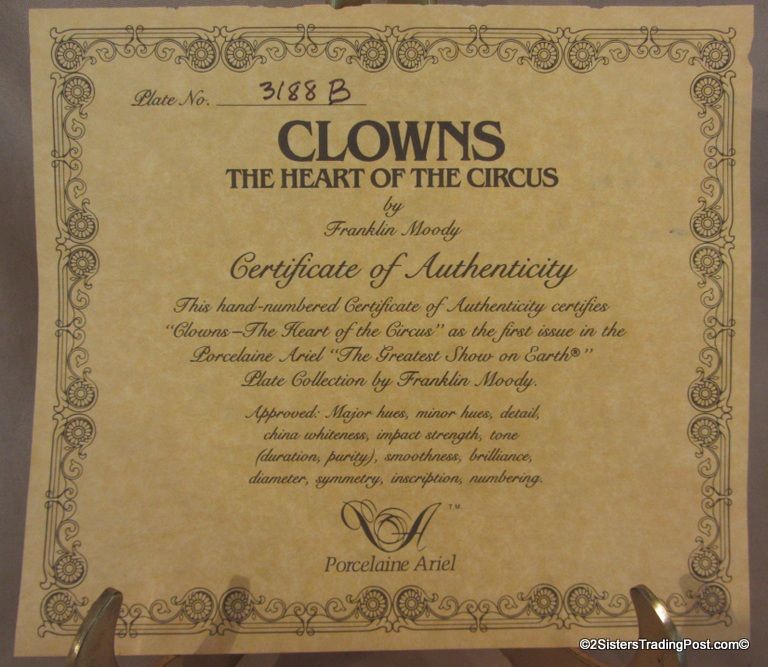 Plate No. 3188 B
CLOWNS
THE HEART OF THE CIRCUS
by
Franklin Moody
Certificate of Authenticity
This hand-numbered Certificate of Authenticity certifies
"Clowns—The Heart of the Circus" as the first issue in the
Porcelaine Ariel "The Greatest Show on Earth®"
Plate Collection by Franklin Moody.
Approved: Major hues, minor hues, detail,
china whiteness, impact strength, tone
(duration, purity), smoothness, brilliance,
diameter, symmetry, inscription, numbering.
TM
Porcelaine Ariel
©2SistersTradingPost.com©